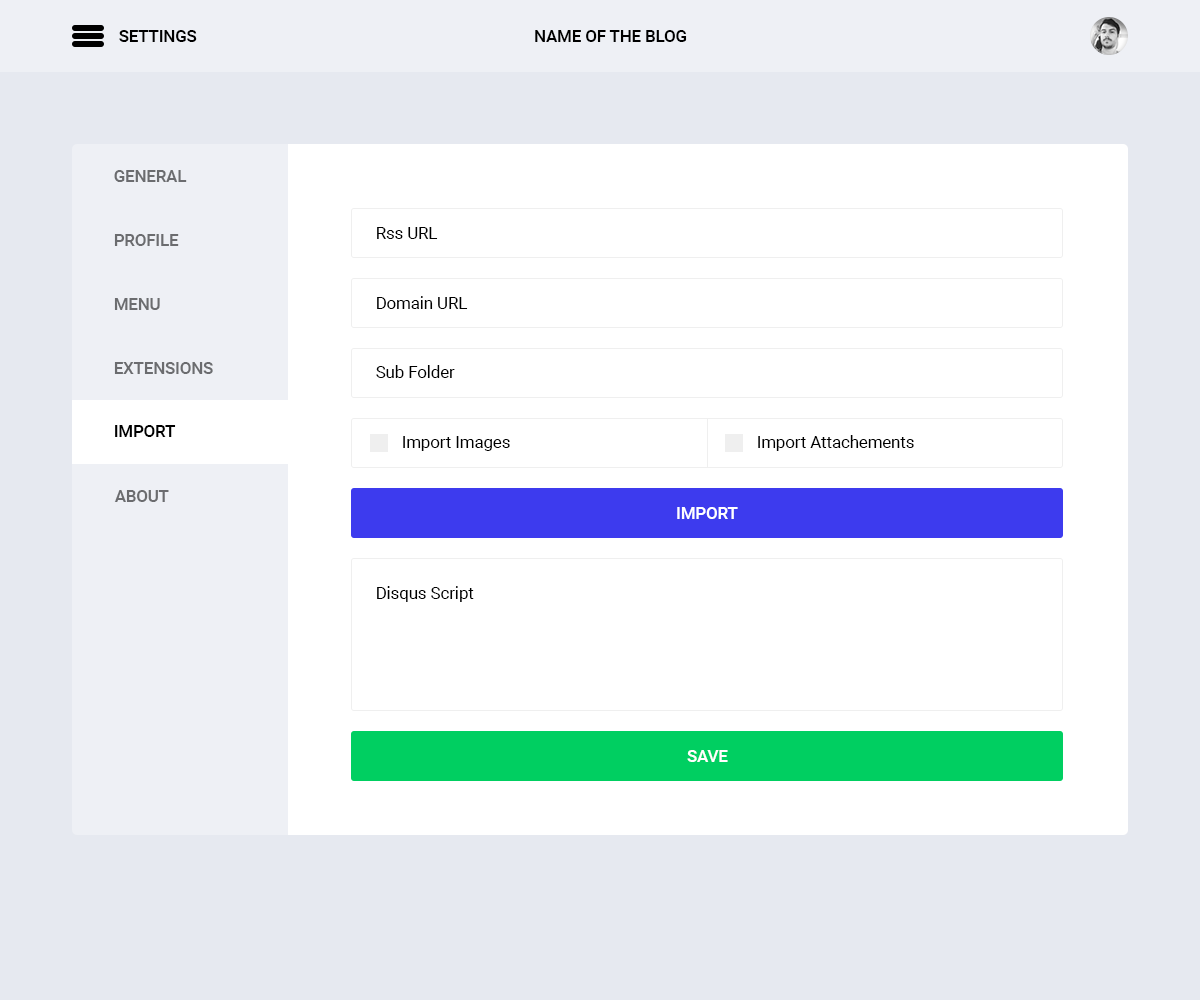 SETTINGS
NAME OF THE BLOG
GENERAL
PROFILE
MENU
EXTENSIONS
IMPORT
ABOUT
Rss URL
Domain URL
Sub Folder
Import Images
Import Attachements
IMPORT
Disqus Script
SAVE